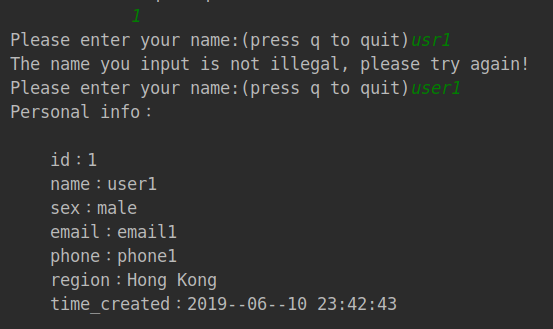 1
Please enter your name:(press q to quit)usr1
The name you input is not illegal, please try again!
Please enter your name:(press q to quit)user1
Personal info：
id：1
name：user1
sex：male
email：email1
phone：phone1
region：Hong Kong
time_created：2019--06--10 23:42:43